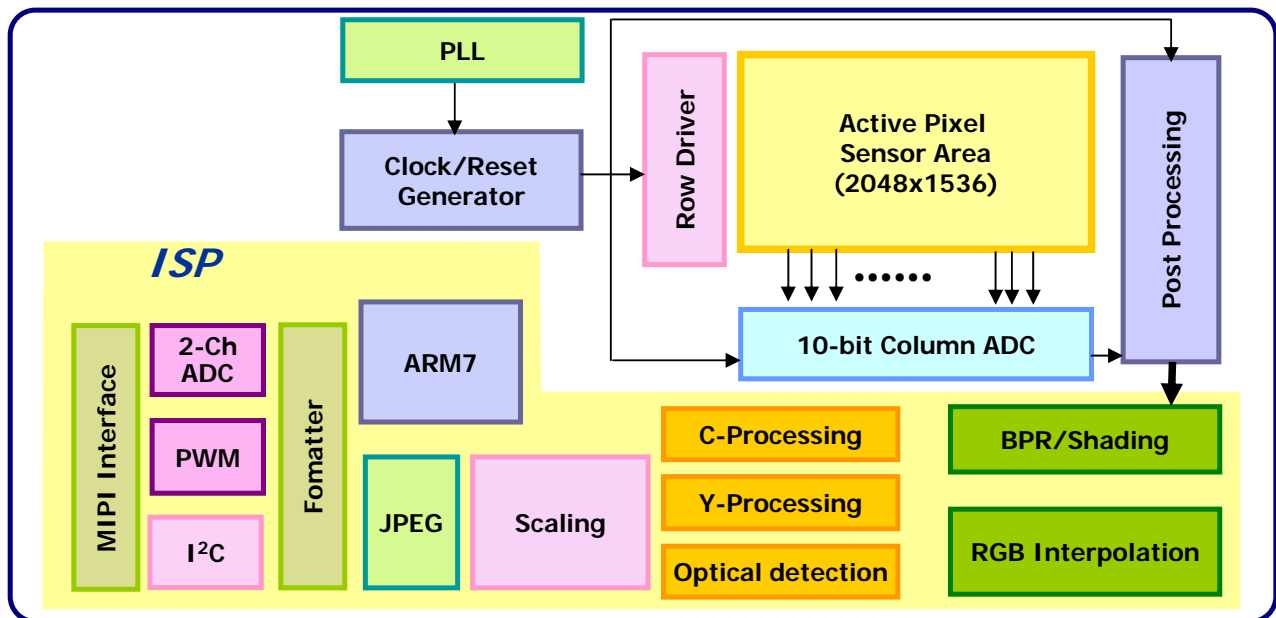 PLL
Clock/Reset
Generator
Row Driver
Active Pixel
Sensor Area
(2048x1536)
Post Processing
10-bit Column ADC
ISP
MIPI Interface
2-Ch
ADC
PWM
I²C
Fomatter
ARM7
JPEG
Scaling
C-Processing
Y-Processing
Optical detection
BPR/Shading
RGB Interpolation